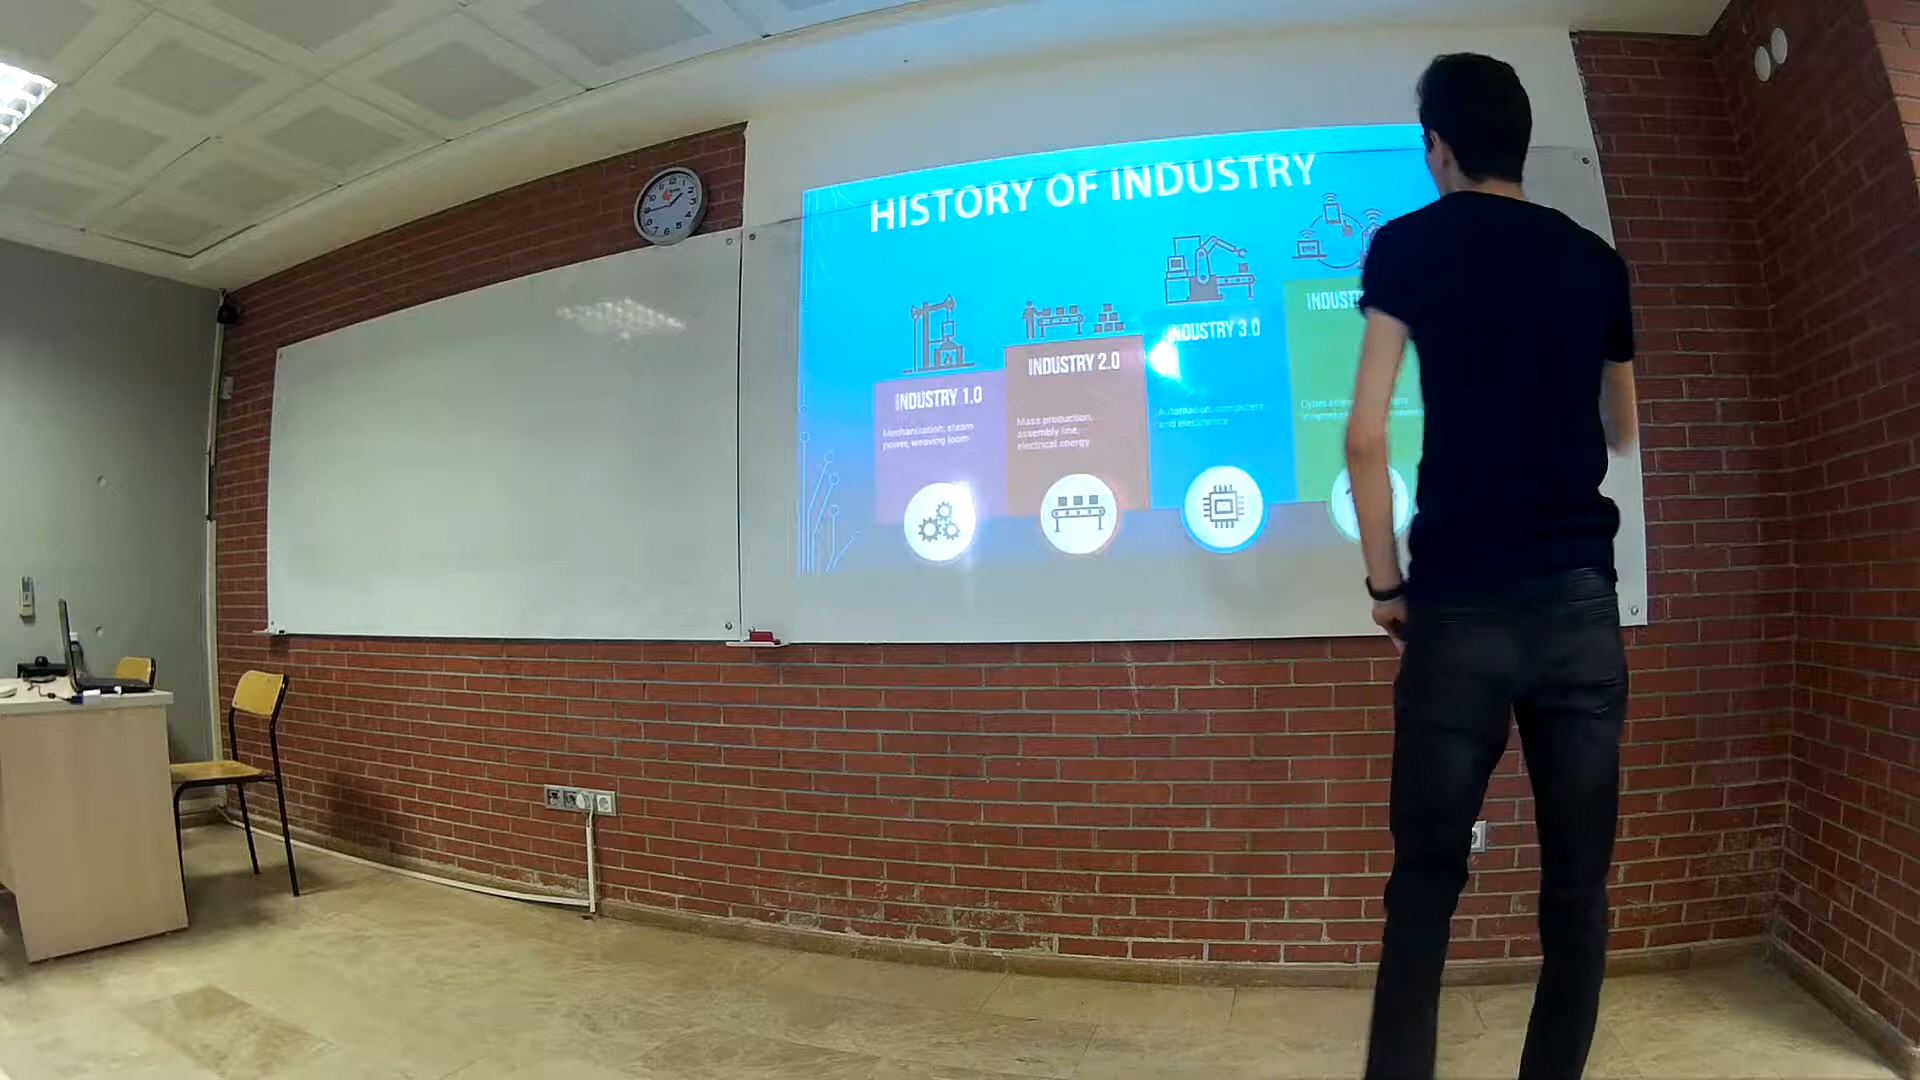 HISTORY OF INDUSTRY
INDUSTRY 1.0
Mechanization, steam
power, weaving loom
INDUSTRY 2.0
Mass production,
assembly line,
electrical energy
INDUSTRY 3.0
Automation, computers
and electronics
INDUST